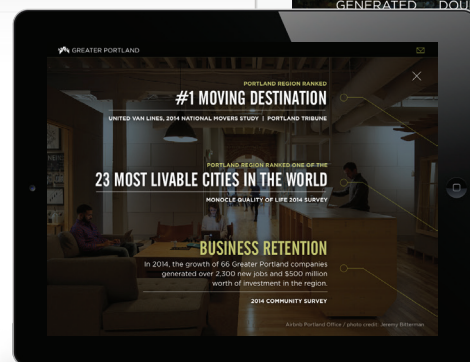 GENERATED DOU
GREATER PORTLAND
PORTLAND REGION RANKED
#1 MOVING DESTINATION
UNITED VAN LINES, 2014 NATIONAL MOVERS STUDY | PORTLAND TRIBUNE
PORTLAND REGION RANKED ONE OF THE
23 MOST LIVABLE CITIES IN THE WORLD
MONOCLE QUALITY OF LIFE 2014 SURVEY
BUSINESS RETENTION
In 2014, the growth of 66 Greater Portland companies
generated over 2,300 new jobs and $500 million
worth of investment in the region.
2014 COMMUNITY SURVEY
Airbnb Portland Office / photo credit: Jeremy Bitterman